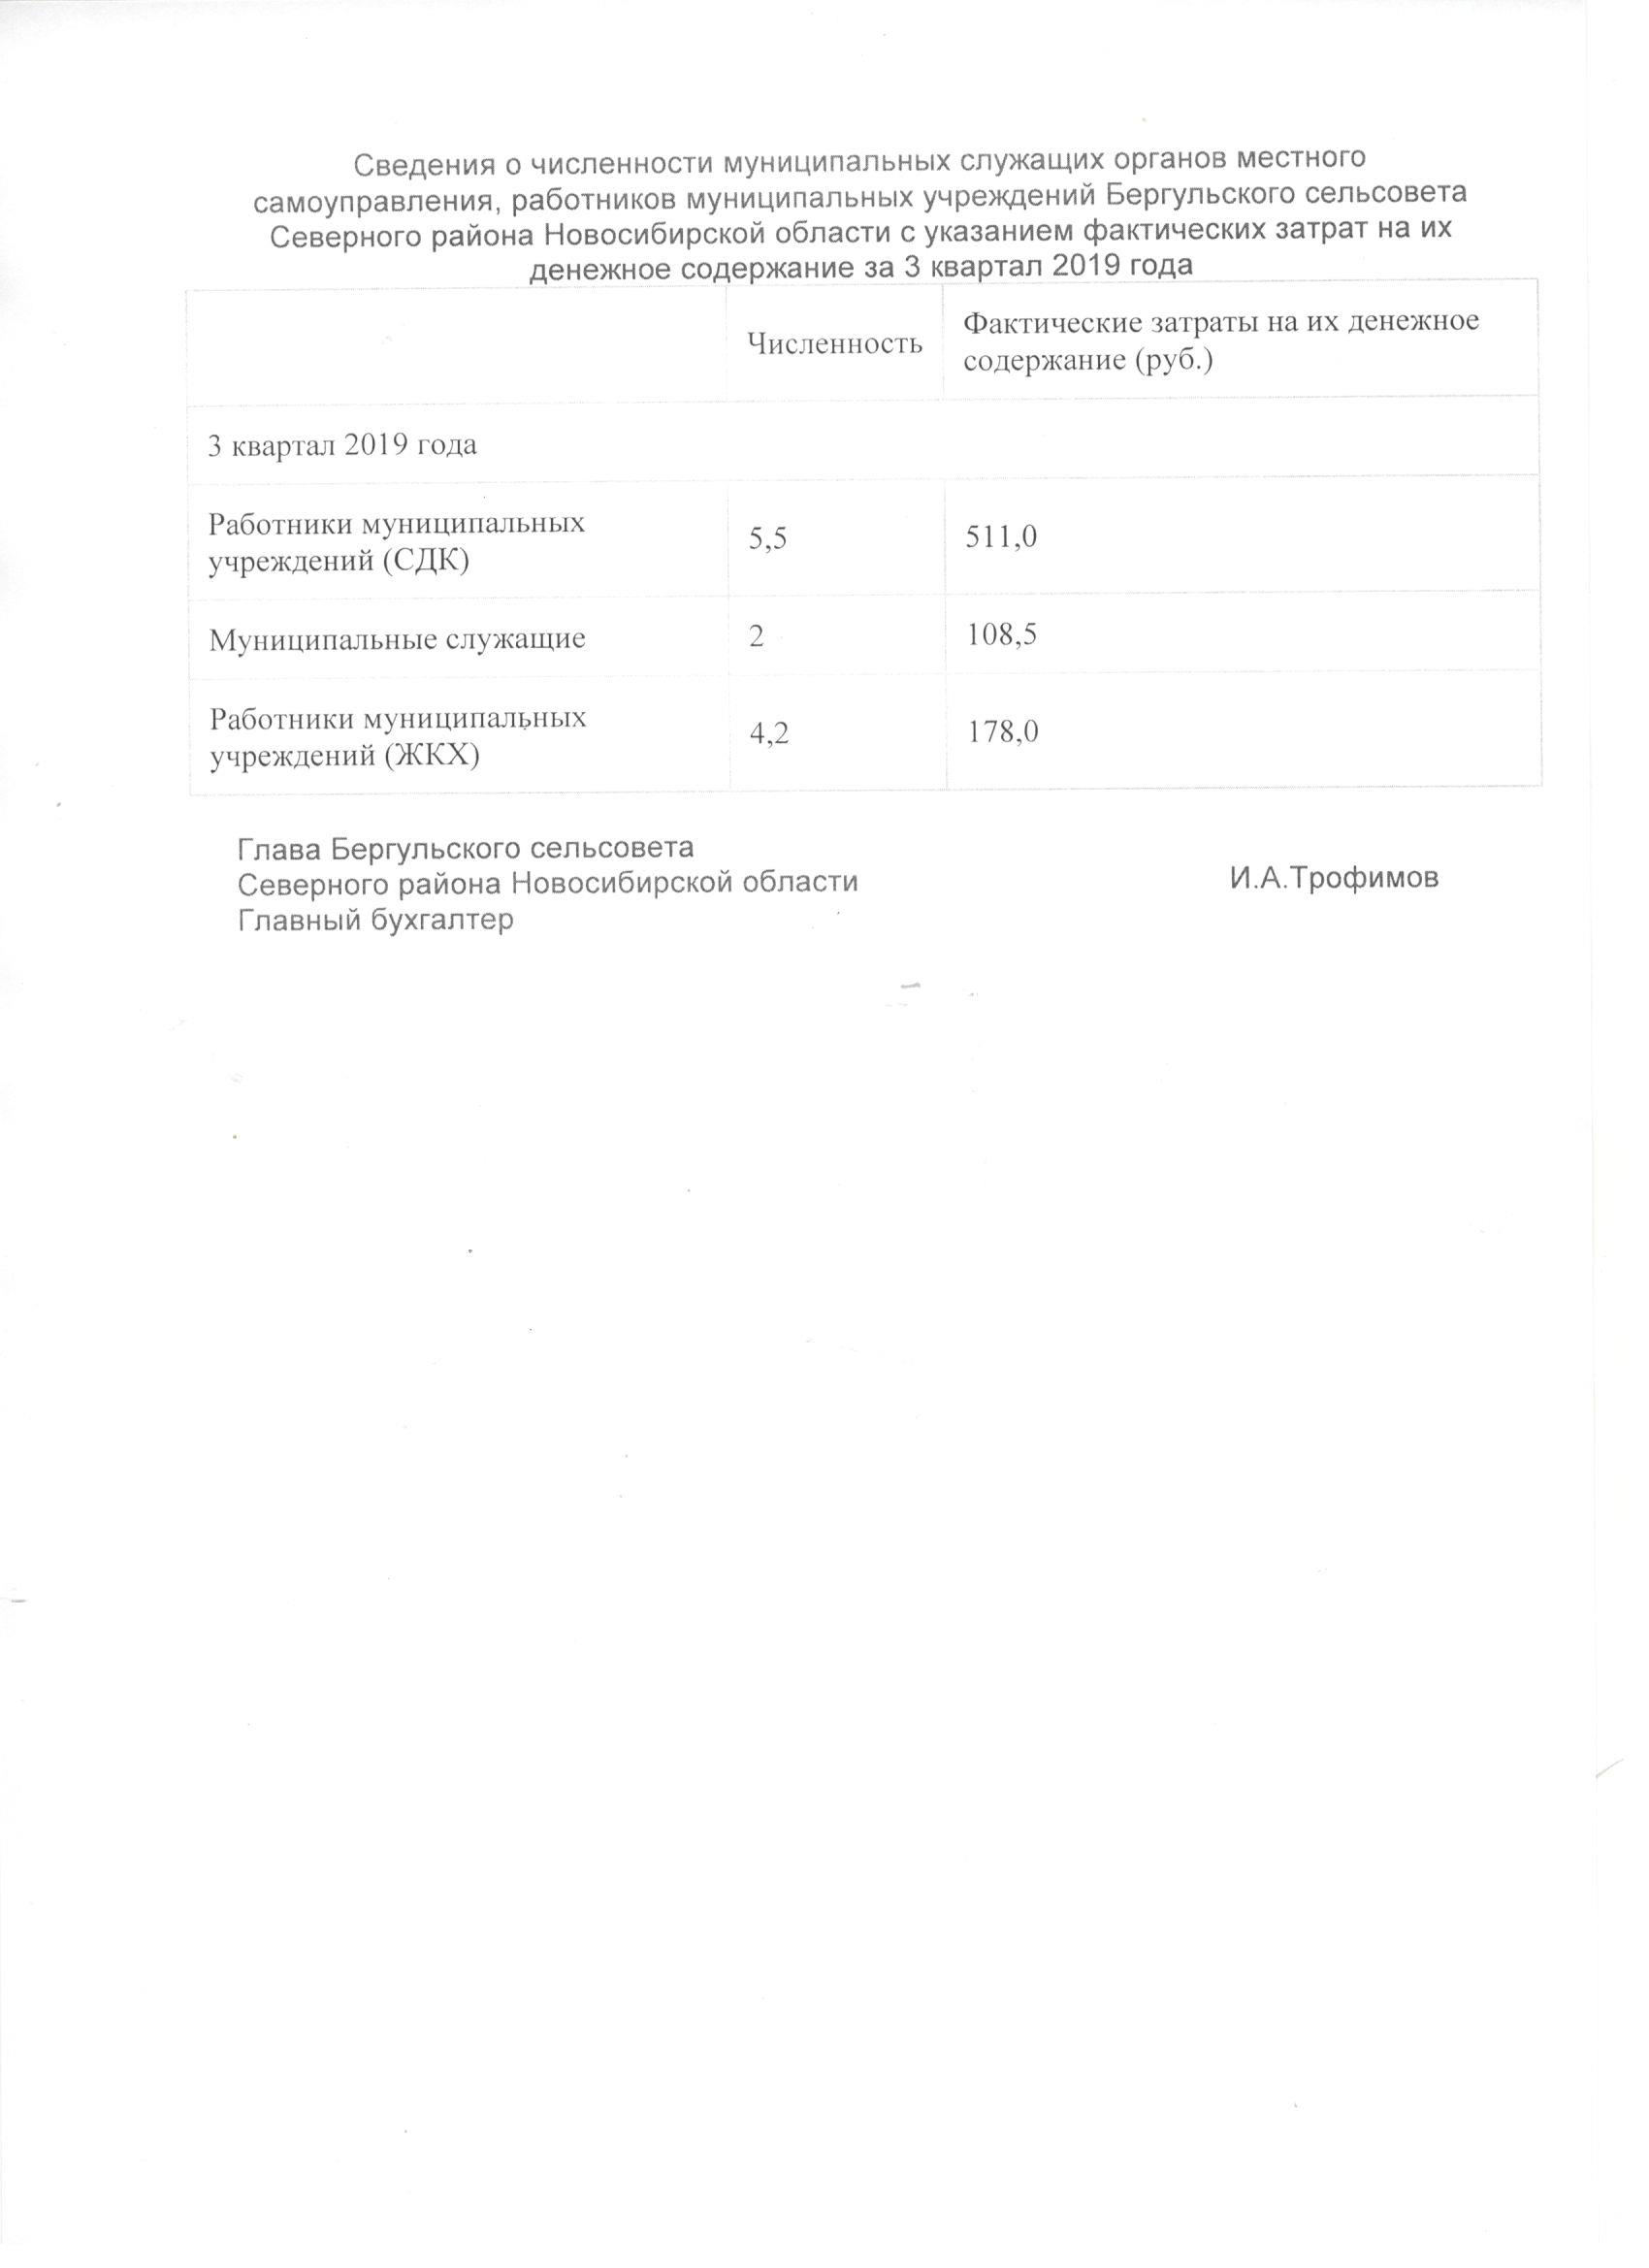 Сведения о численности муниципальных служащих органов местного
самоуправления, работников муниципальных учреждений Бергульского сельсовета
Северного района Новосибирской области с указанием фактических затрат на их
денежное содержание за 3 квартал 2019 года
Численность
Фактические затраты на их денежное
содержание (руб.)
3 квартал 2019 года
Работники муниципальных
учреждений (СДК)
5,5
511,0
Муниципальные служащие
2
108,5
Работники муниципальных
учреждений (ЖКХ)
4,2
178,0
Глава Бергульского сельсовета
Северного района Новосибирской области
И.А.Трофимов
Главный бухгалтер